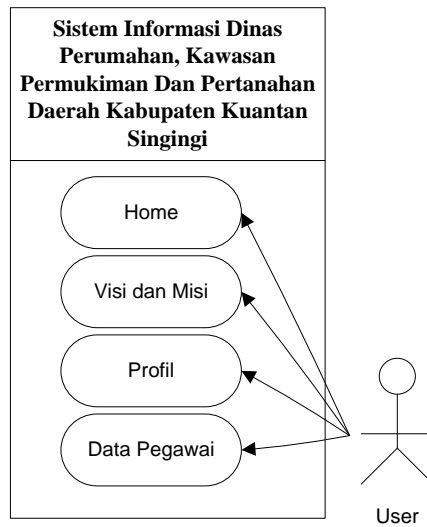 Sistem Informasi Dinas
Perumahan, Kawasan
Permukiman Dan Pertanahan
Daerah Kabupaten Kuantan
Singingi
Home
Visi dan Misi
Profil
Data Pegawai
User